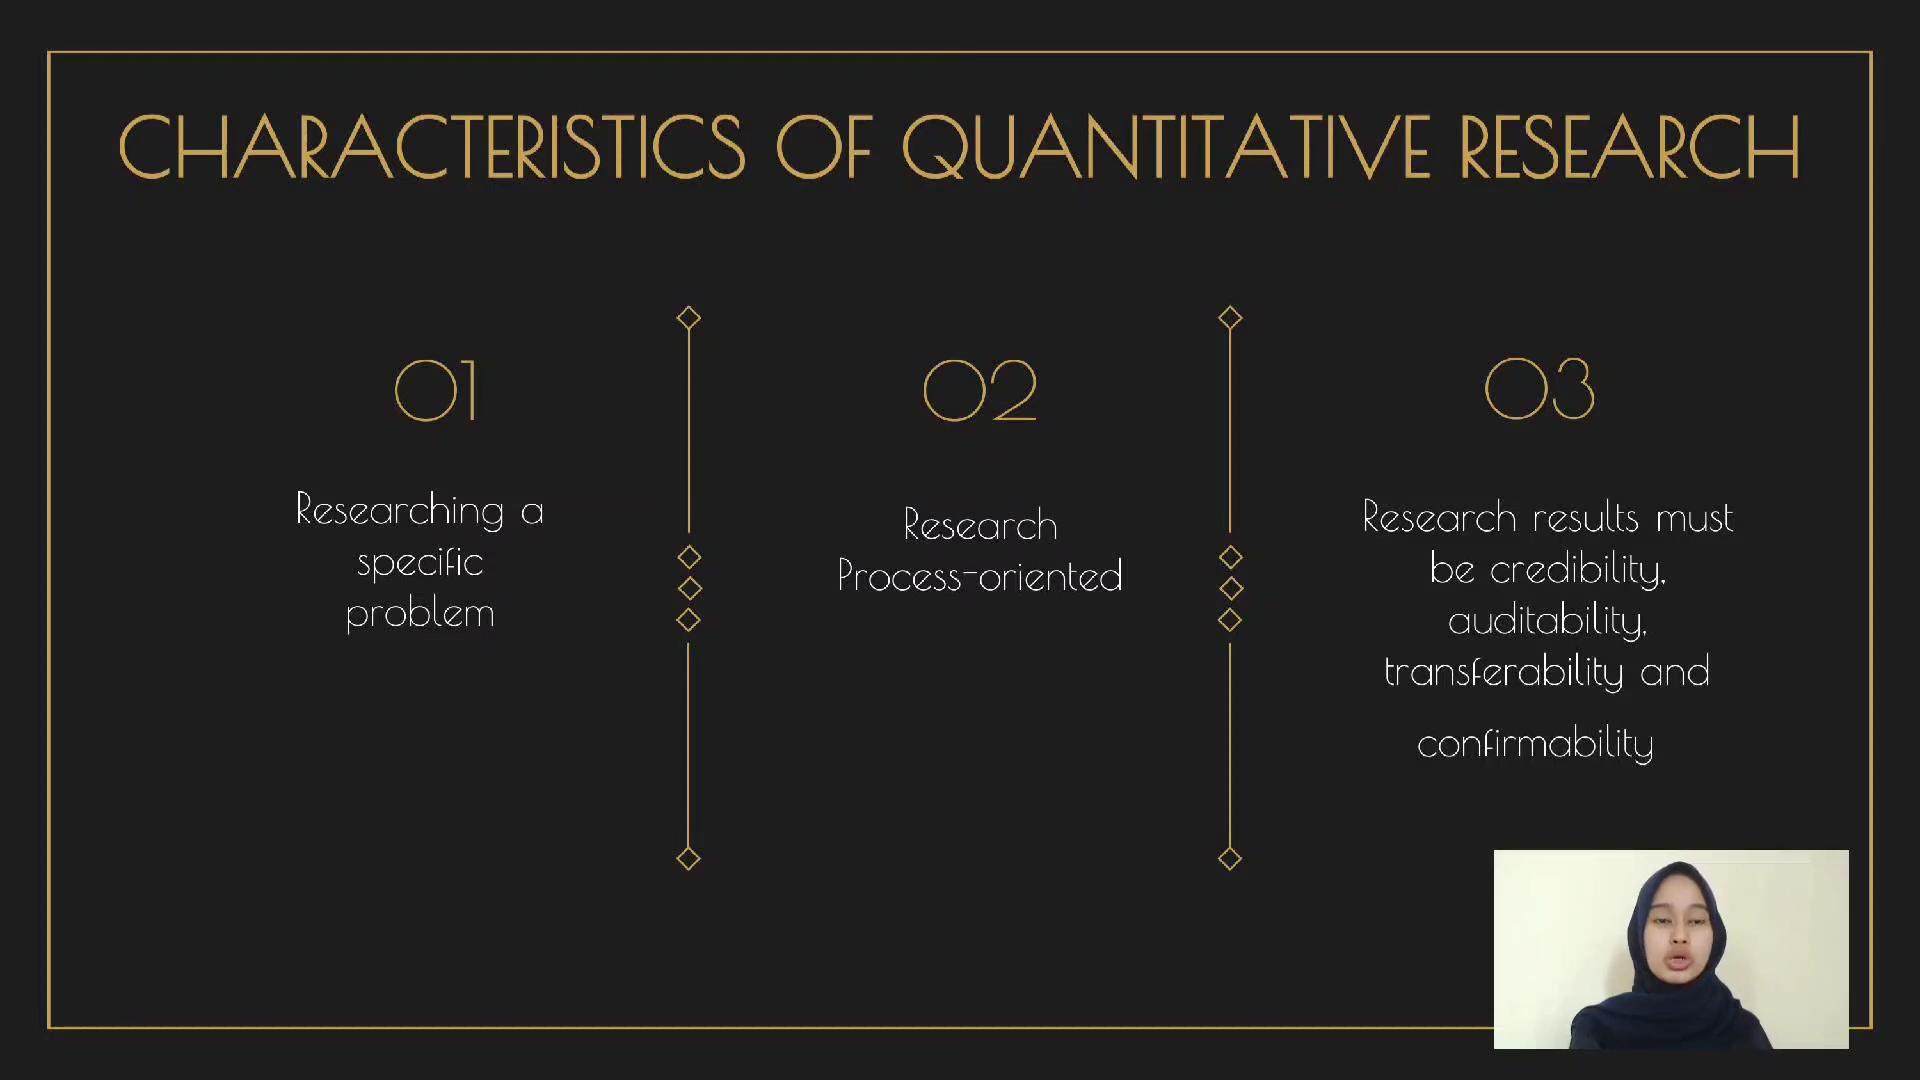 CHARACTERISTICS OF QUANTITATIVE RESEARCH
01
Researching a
specific
problem
02
Research
Process-oriented
03
Research results must
be credibility,
auditability,
transferability and
confirmability